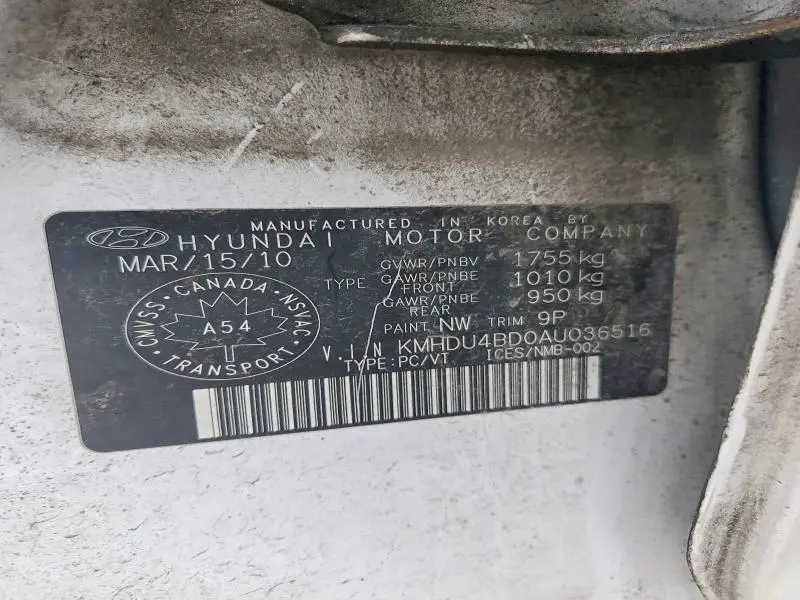 MANUFACTURED IN KOREA BY
HYUNDAI MOTOR COMPANY
MAR/15/10
TYPE
GVWR/PNBV 1755 kg
GAWR/PNBE FRONT 1010 kg
GAWR/PNBE REAR 950 kg
PAINT NW TRIM 9P
CMVSS · CANADA · NSVAC
A54
TRANSPORT
V.I.N KMHDU4BD0AU036516
TYPE:PC/VT ICES/NMB-002